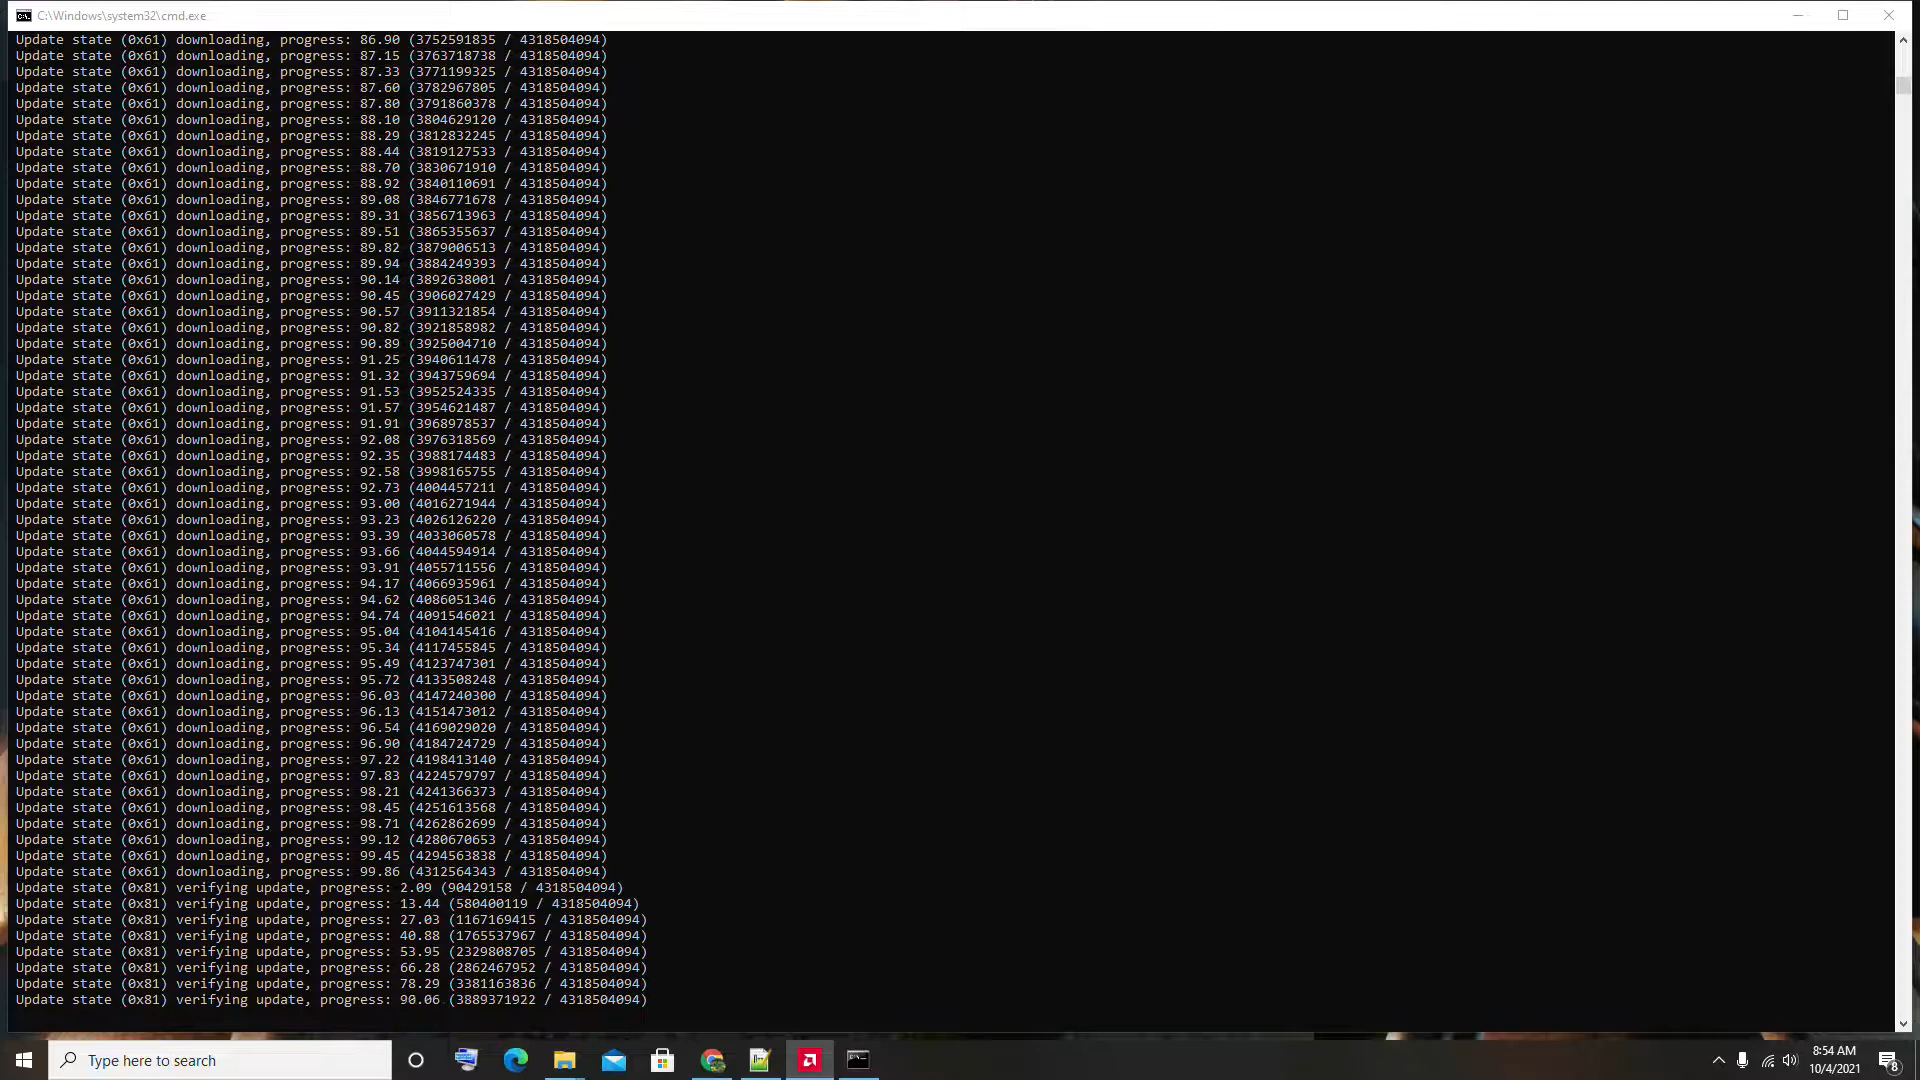 C:\Windows\system32\cmd.exe
Update state (0x61) downloading, progress: 86.90 (3752591835 / 4318504094)
Update state (0x61) downloading, progress: 87.15 (3763718738 / 4318504094)
Update state (0x61) downloading, progress: 87.33 (3771199325 / 4318504094)
Update state (0x61) downloading, progress: 87.60 (3782967805 / 4318504094)
Update state (0x61) downloading, progress: 87.80 (3791860378 / 4318504094)
Update state (0x61) downloading, progress: 88.10 (3804629120 / 4318504094)
Update state (0x61) downloading, progress: 88.29 (3812832245 / 4318504094)
Update state (0x61) downloading, progress: 88.44 (3819127533 / 4318504094)
Update state (0x61) downloading, progress: 88.70 (3830671910 / 4318504094)
Update state (0x61) downloading, progress: 88.92 (3840110691 / 4318504094)
Update state (0x61) downloading, progress: 89.08 (3846771678 / 4318504094)
Update state (0x61) downloading, progress: 89.31 (3856713963 / 4318504094)
Update state (0x61) downloading, progress: 89.51 (3865355637 / 4318504094)
Update state (0x61) downloading, progress: 89.82 (3879006513 / 4318504094)
Update state (0x61) downloading, progress: 89.94 (3884249393 / 4318504094)
Update state (0x61) downloading, progress: 90.14 (3892638001 / 4318504094)
Update state (0x61) downloading, progress: 90.45 (3906027429 / 4318504094)
Update state (0x61) downloading, progress: 90.57 (3911321854 / 4318504094)
Update state (0x61) downloading, progress: 90.82 (3921858982 / 4318504094)
Update state (0x61) downloading, progress: 90.89 (3925004710 / 4318504094)
Update state (0x61) downloading, progress: 91.25 (3940611478 / 4318504094)
Update state (0x61) downloading, progress: 91.32 (3943759694 / 4318504094)
Update state (0x61) downloading, progress: 91.53 (3952524335 / 4318504094)
Update state (0x61) downloading, progress: 91.57 (3954621487 / 4318504094)
Update state (0x61) downloading, progress: 91.91 (3968978537 / 4318504094)
Update state (0x61) downloading, progress: 92.08 (3976318569 / 4318504094)
Update state (0x61) downloading, progress: 92.35 (3988174483 / 4318504094)
Update state (0x61) downloading, progress: 92.58 (3998165755 / 4318504094)
Update state (0x61) downloading, progress: 92.73 (4004457211 / 4318504094)
Update state (0x61) downloading, progress: 93.00 (4016271944 / 4318504094)
Update state (0x61) downloading, progress: 93.23 (4026126220 / 4318504094)
Update state (0x61) downloading, progress: 93.39 (4033060578 / 4318504094)
Update state (0x61) downloading, progress: 93.66 (4044594914 / 4318504094)
Update state (0x61) downloading, progress: 93.91 (4055711556 / 4318504094)
Update state (0x61) downloading, progress: 94.17 (4066935961 / 4318504094)
Update state (0x61) downloading, progress: 94.62 (4086051346 / 4318504094)
Update state (0x61) downloading, progress: 94.74 (4091546021 / 4318504094)
Update state (0x61) downloading, progress: 95.04 (4104145416 / 4318504094)
Update state (0x61) downloading, progress: 95.34 (4117455845 / 4318504094)
Update state (0x61) downloading, progress: 95.49 (4123747301 / 4318504094)
Update state (0x61) downloading, progress: 95.72 (4133508248 / 4318504094)
Update state (0x61) downloading, progress: 96.03 (4147240300 / 4318504094)
Update state (0x61) downloading, progress: 96.13 (4151473012 / 4318504094)
Update state (0x61) downloading, progress: 96.54 (4169029020 / 4318504094)
Update state (0x61) downloading, progress: 96.90 (4184724729 / 4318504094)
Update state (0x61) downloading, progress: 97.22 (4198413140 / 4318504094)
Update state (0x61) downloading, progress: 97.83 (4224579797 / 4318504094)
Update state (0x61) downloading, progress: 98.21 (4241366373 / 4318504094)
Update state (0x61) downloading, progress: 98.45 (4251613568 / 4318504094)
Update state (0x61) downloading, progress: 98.71 (4262862699 / 4318504094)
Update state (0x61) downloading, progress: 99.12 (4280670653 / 4318504094)
Update state (0x61) downloading, progress: 99.45 (4294563838 / 4318504094)
Update state (0x61) downloading, progress: 99.86 (4312564343 / 4318504094)
Update state (0x81) verifying update, progress: 2.09 (90429158 / 4318504094)
Update state (0x81) verifying update, progress: 13.44 (580400119 / 4318504094)
Update state (0x81) verifying update, progress: 27.03 (1167169415 / 4318504094)
Update state (0x81) verifying update, progress: 40.88 (1765537967 / 4318504094)
Update state (0x81) verifying update, progress: 53.95 (2329808705 / 4318504094)
Update state (0x81) verifying update, progress: 66.28 (2862467952 / 4318504094)
Update state (0x81) verifying update, progress: 78.29 (3381163836 / 4318504094)
Update state (0x81) verifying update, progress: 90.06 (3889371922 / 4318504094)
Type here to search
8:54 AM
10/4/2021
8